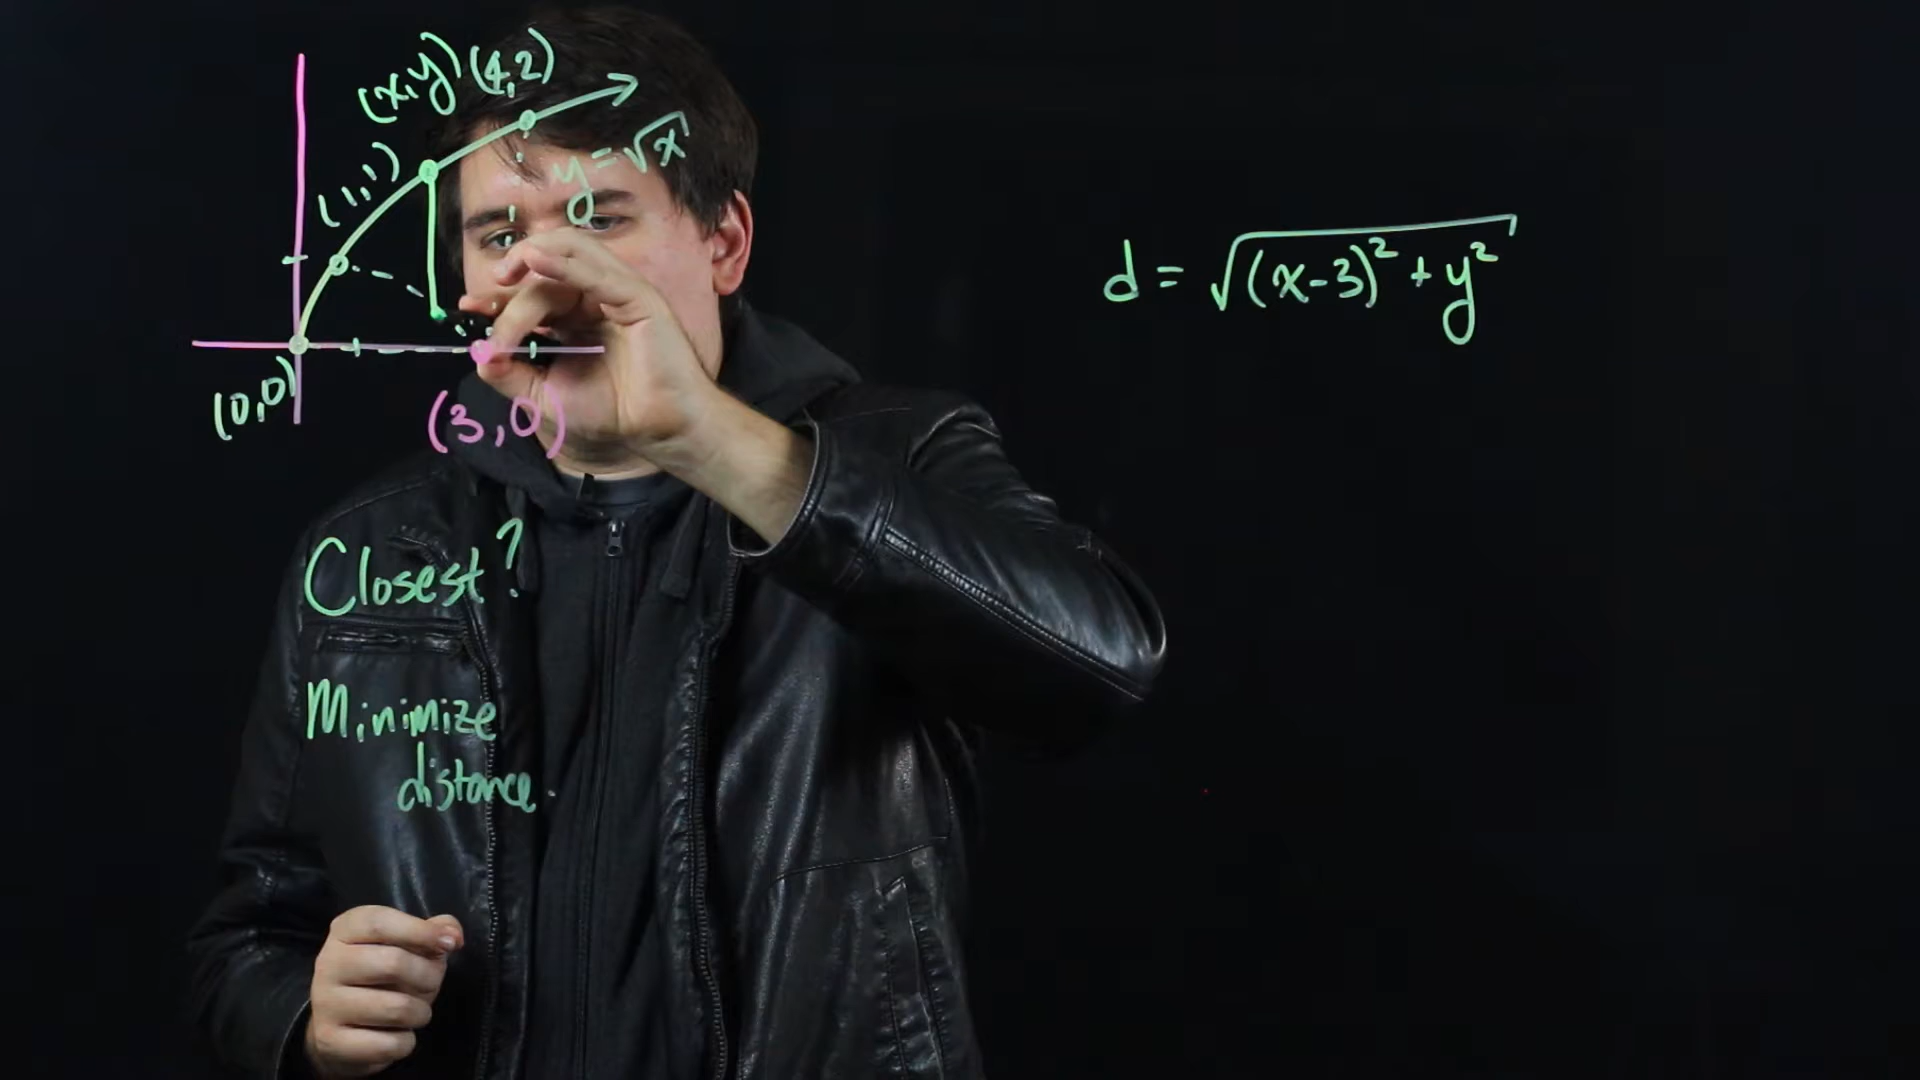 (x,y) (4,2)
y=√x
(1,1)
d = √((x-3)² + y²)
(0,0)
(3,0)
Closest?
Minimize
distance.